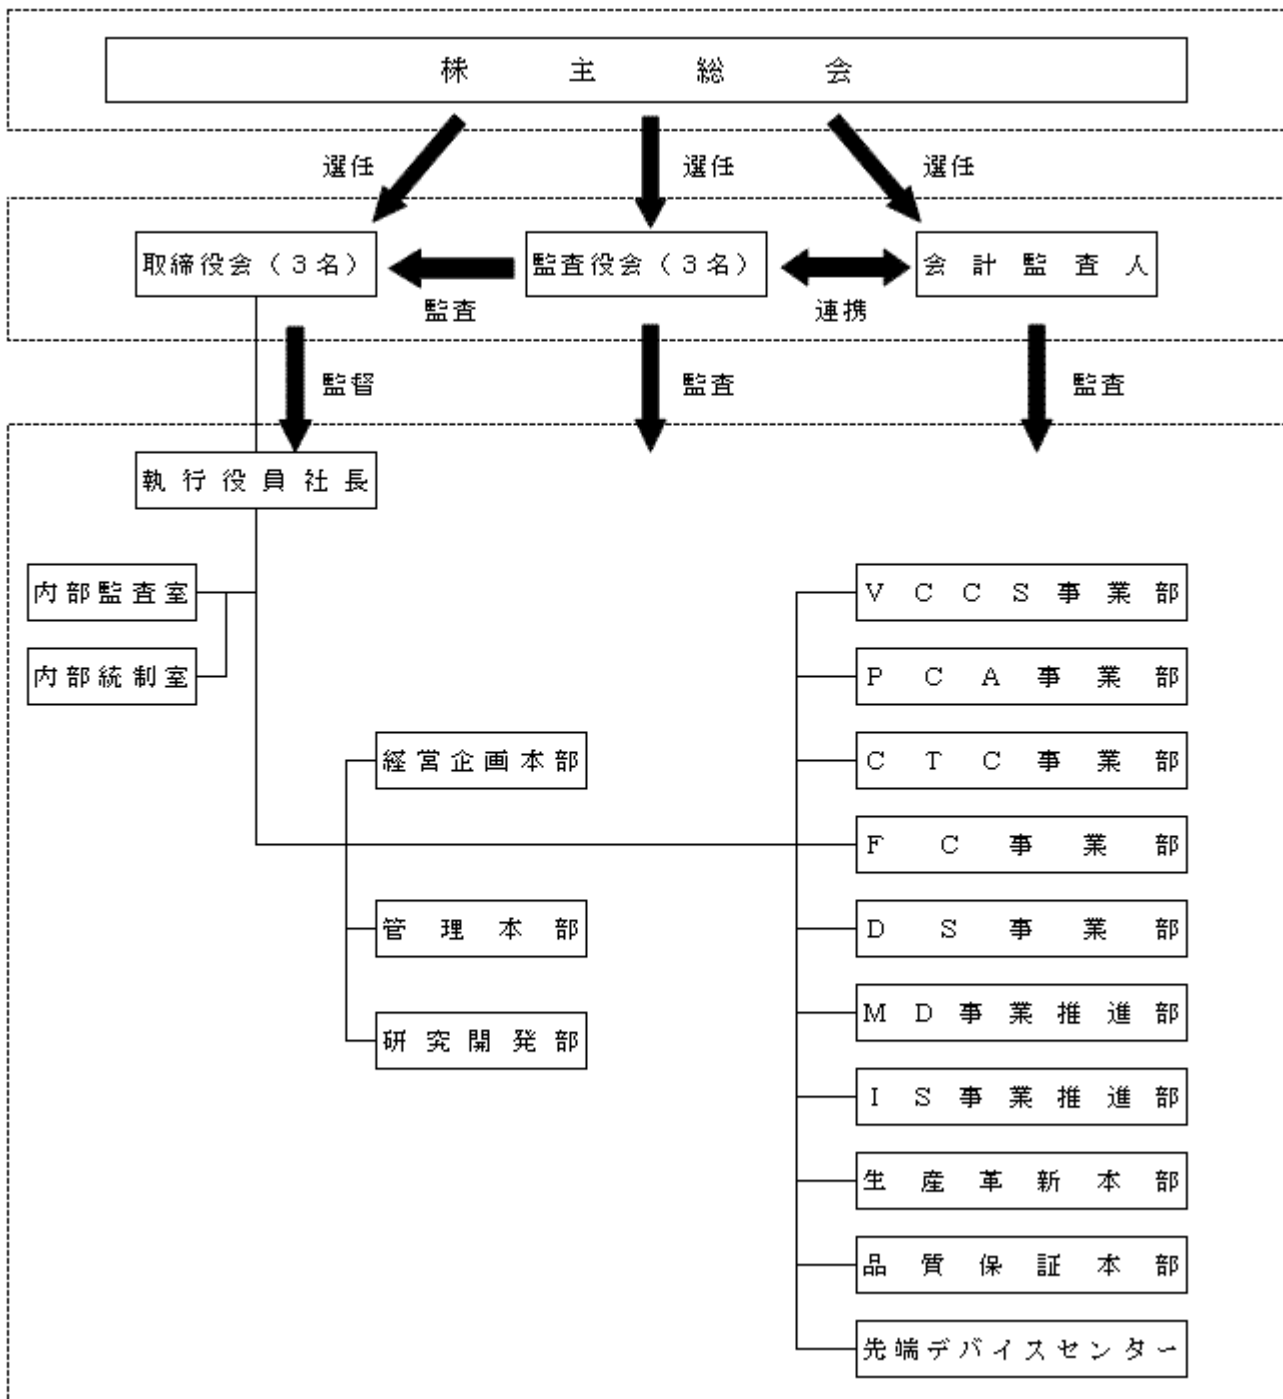 株主総会
選任
選任
選任
取締役会（３名）
監査役会（３名）
会計監査人
監査
連携
監督
監査
監査
執行役員社長
内部監査室
内部統制室
経営企画本部
管理本部
研究開発部
ＶＣＣＳ事業部
ＰＣＡ事業部
ＣＴＣ事業部
ＦＣ事業部
ＤＳ事業部
ＭＤ事業推進部
ＩＳ事業推進部
生産革新本部
品質保証本部
先端デバイスセンター